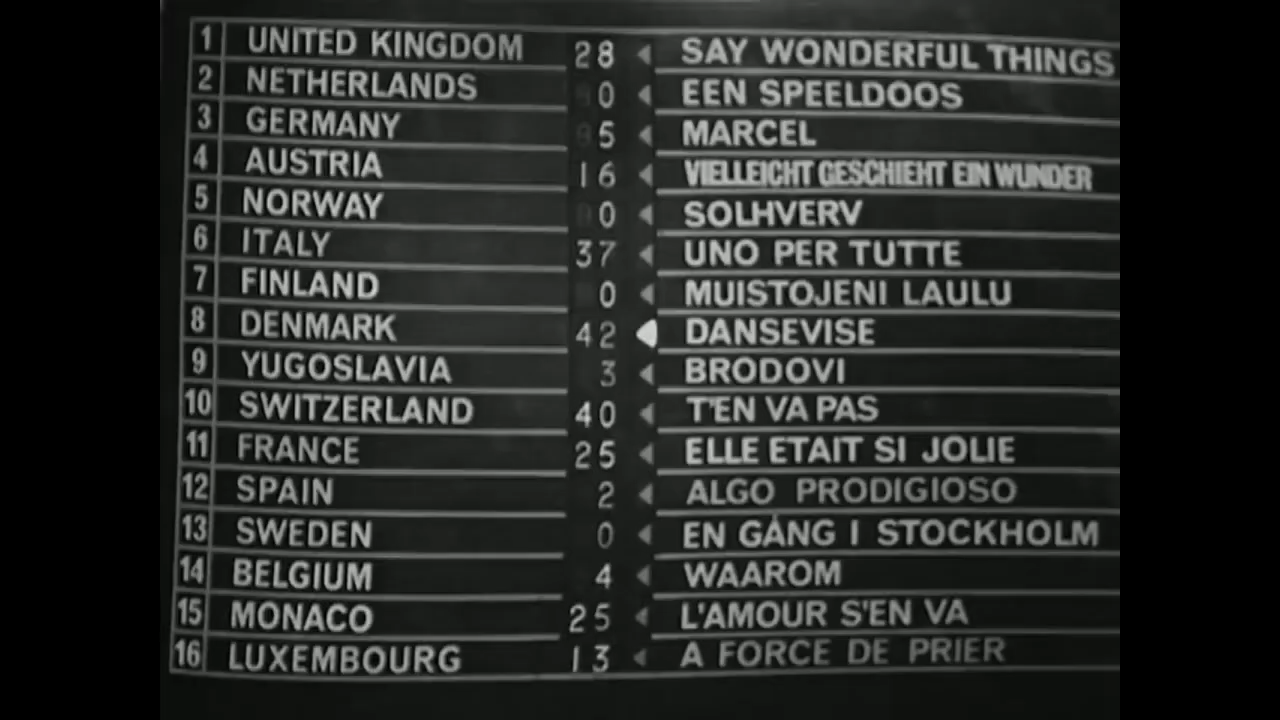 1 UNITED KINGDOM 28 SAY WONDERFUL THINGS
2 NETHERLANDS 0 EEN SPEELDOOS
3 GERMANY 5 MARCEL
4 AUSTRIA 16 VIELLEICHT GESCHIEHT EIN WUNDER
5 NORWAY 0 SOLHVERV
6 ITALY 37 UNO PER TUTTE
7 FINLAND 0 MUISTOJENI LAULU
8 DENMARK 42 DANSEVISE
9 YUGOSLAVIA 3 BRODOVI
10 SWITZERLAND 40 T'EN VA PAS
11 FRANCE 25 ELLE ETAIT SI JOLIE
12 SPAIN 2 ALGO PRODIGIOSO
13 SWEDEN 0 EN GÅNG I STOCKHOLM
14 BELGIUM 4 WAAROM
15 MONACO 25 L'AMOUR S'EN VA
16 LUXEMBOURG 13 A FORCE DE PRIER